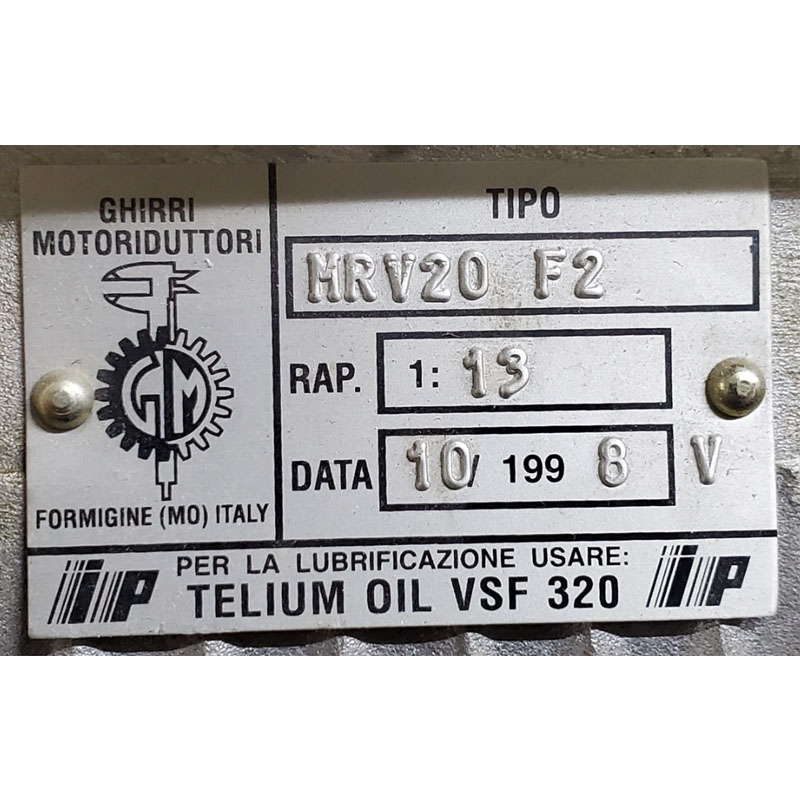 GHIRRI
MOTORIDUTTORI
GM
FORMIGINE (MO) ITALY
TIPO
MRV20 F2
RAP. 1: 13
DATA 10/ 199 8 V
iP PER LA LUBRIFICAZIONE USARE: iP
TELIUM OIL VSF 320